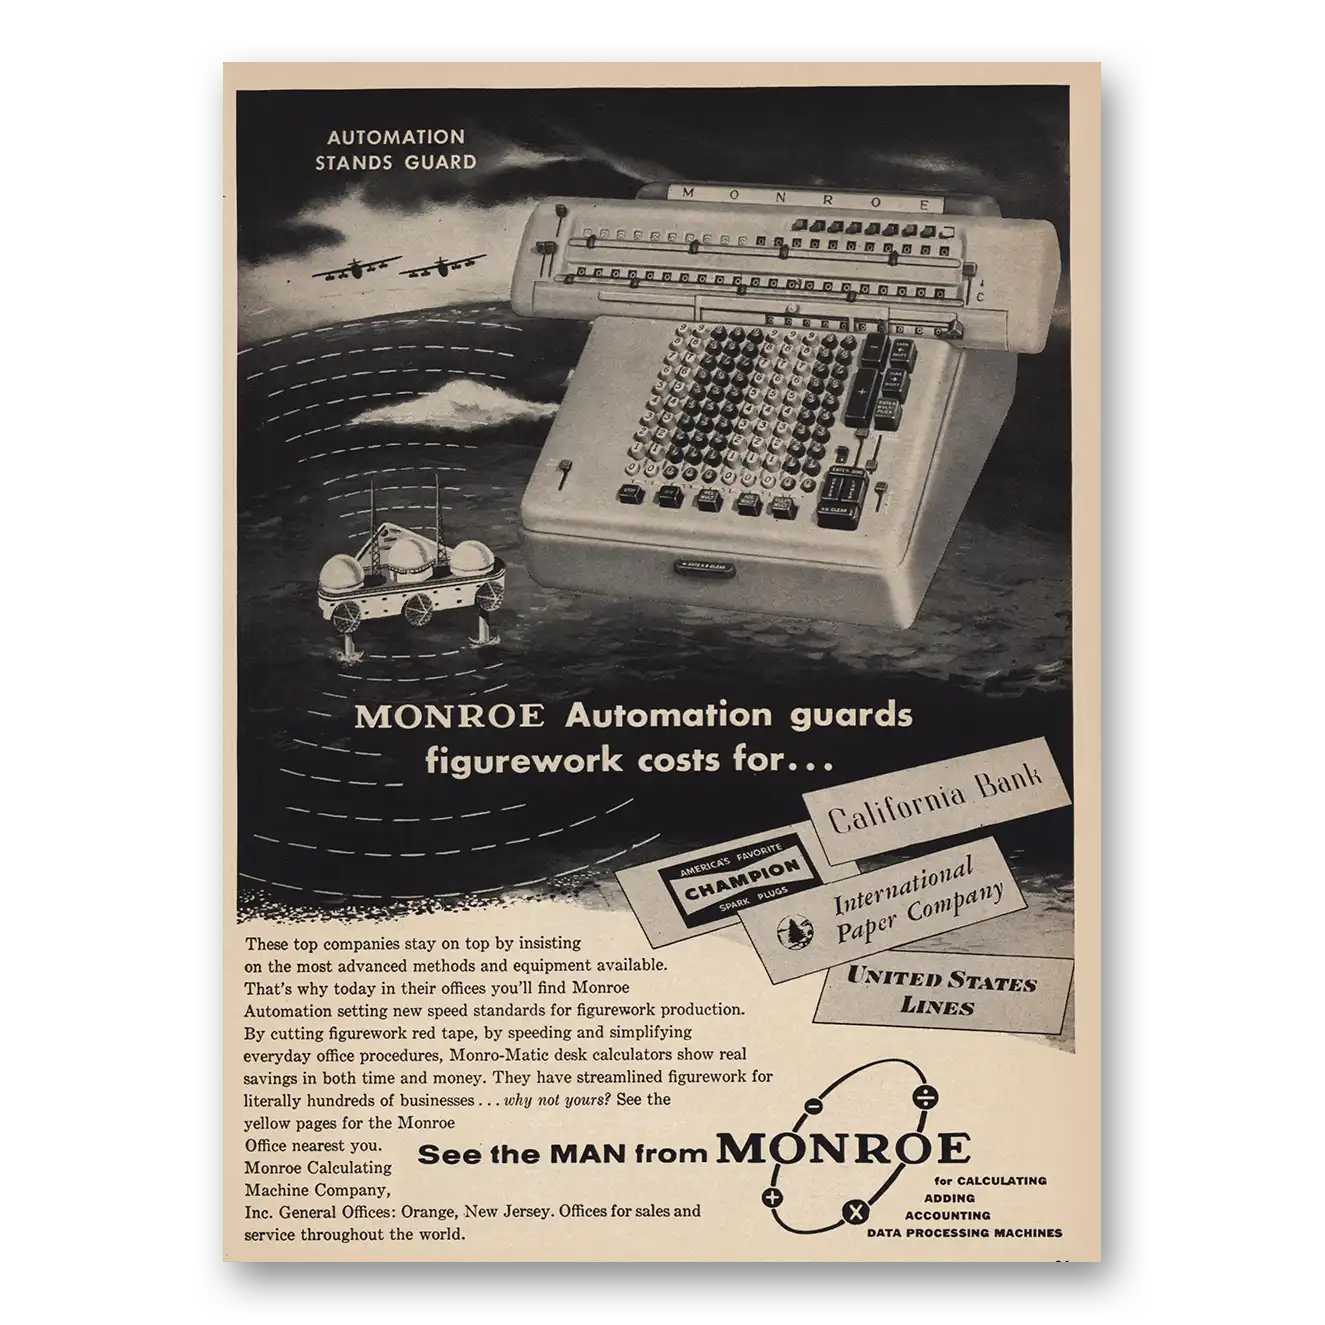 AUTOMATION
STANDS GUARD
MONROE
MONROE Automation guards
figurework costs for...
California Bank
AMERICA'S FAVORITE
CHAMPION
SPARK PLUGS
International
Paper Company
UNITED STATES
LINES
These top companies stay on top by insisting
on the most advanced methods and equipment available.
That's why today in their offices you'll find Monroe
Automation setting new speed standards for figurework production.
By cutting figurework red tape, by speeding and simplifying
everyday office procedures, Monro-Matic desk calculators show real
savings in both time and money. They have streamlined figurework for
literally hundreds of businesses... why not yours? See the
yellow pages for the Monroe
Office nearest you.
Monroe Calculating
Machine Company,
Inc. General Offices: Orange, New Jersey. Offices for sales and
service throughout the world.
See the MAN from MONROE
for CALCULATING
ADDING
ACCOUNTING
DATA PROCESSING MACHINES